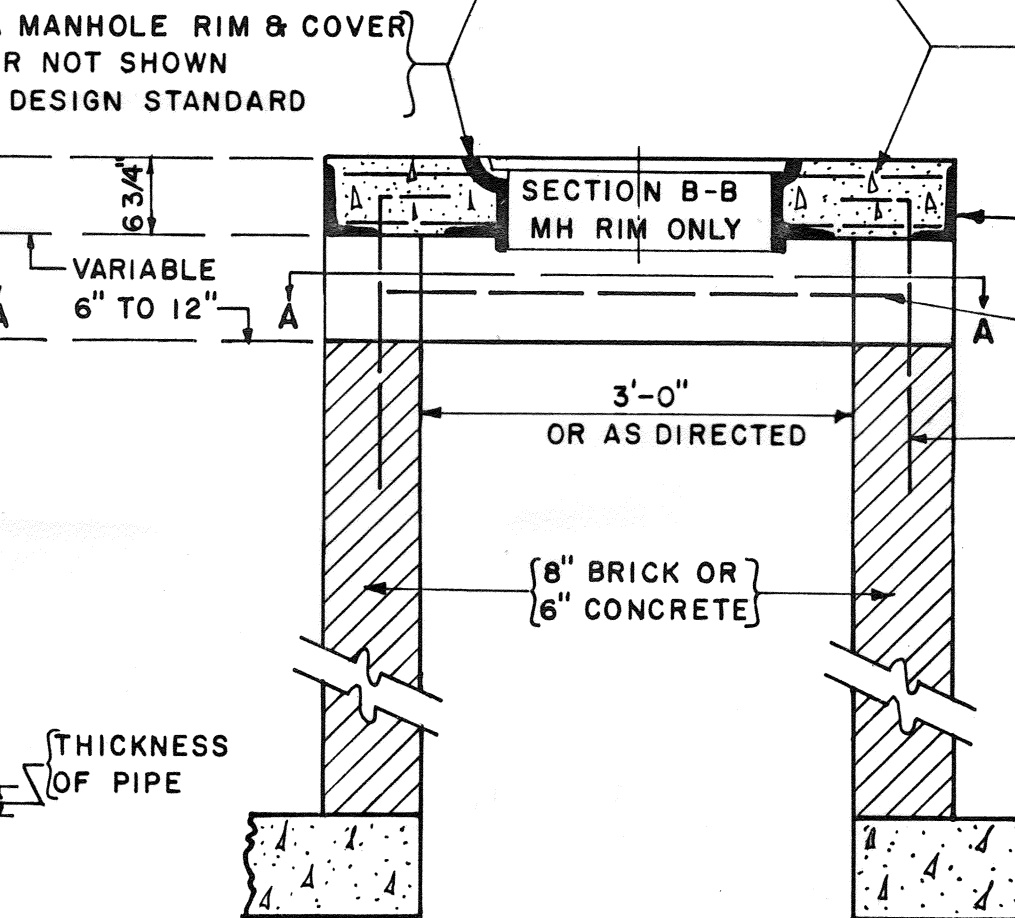 MANHOLE RIM & COVER
R NOT SHOWN
DESIGN STANDARD
6 3/4"
SECTION B-B
MH RIM ONLY
VARIABLE
6" TO 12"
A
A
A
3'-0"
OR AS DIRECTED
8" BRICK OR
6" CONCRETE
THICKNESS
OF PIPE